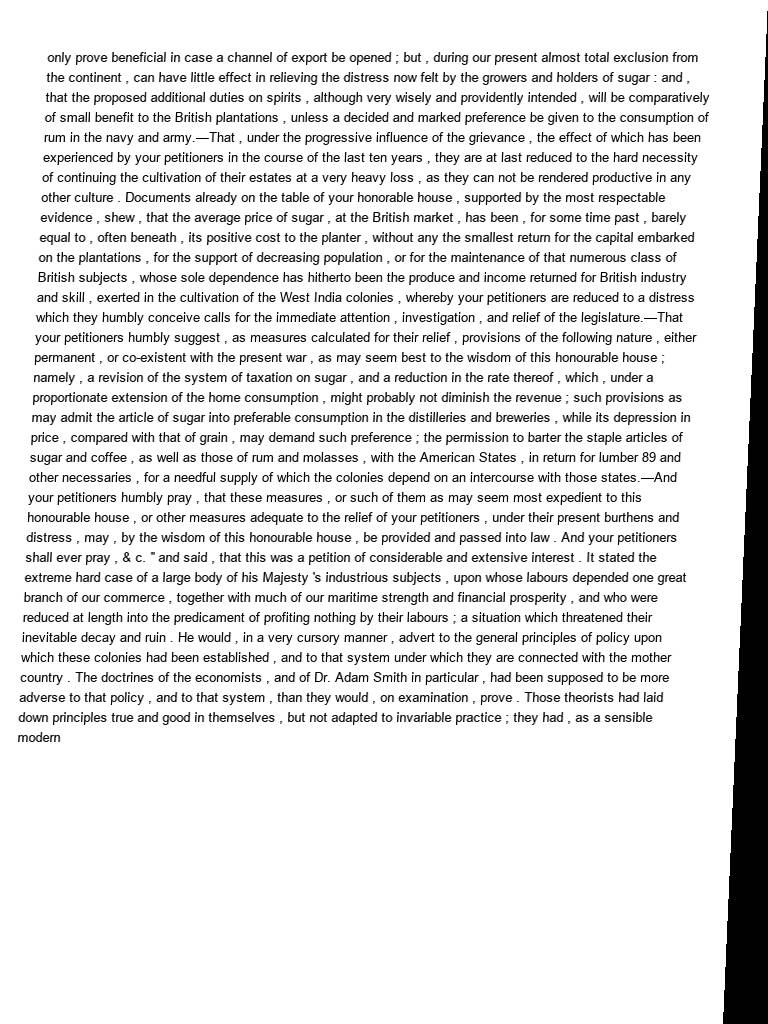 only prove beneficial in case a channel of export be opened ; but , during our present almost total exclusion from
the continent , can have little effect in relieving the distress now felt by the growers and holders of sugar : and ,
that the proposed additional duties on spirits , although very wisely and providently intended , will be comparatively
of small benefit to the British plantations , unless a decided and marked preference be given to the consumption of
rum in the navy and army.—That , under the progressive influence of the grievance , the effect of which has been
experienced by your petitioners in the course of the last ten years , they are at last reduced to the hard necessity
of continuing the cultivation of their estates at a very heavy loss , as they can not be rendered productive in any
other culture . Documents already on the table of your honorable house , supported by the most respectable
evidence , shew , that the average price of sugar , at the British market , has been , for some time past , barely
equal to , often beneath , its positive cost to the planter , without any the smallest return for the capital embarked
on the plantations , for the support of decreasing population , or for the maintenance of that numerous class of
British subjects , whose sole dependence has hitherto been the produce and income returned for British industry
and skill , exerted in the cultivation of the West India colonies , whereby your petitioners are reduced to a distress
which they humbly conceive calls for the immediate attention , investigation , and relief of the legislature.—That
your petitioners humbly suggest , as measures calculated for their relief , provisions of the following nature , either
permanent , or co-existent with the present war , as may seem best to the wisdom of this honourable house ;
namely , a revision of the system of taxation on sugar , and a reduction in the rate thereof , which , under a
proportionate extension of the home consumption , might probably not diminish the revenue ; such provisions as
may admit the article of sugar into preferable consumption in the distilleries and breweries , while its depression in
price , compared with that of grain , may demand such preference ; the permission to barter the staple articles of
sugar and coffee , as well as those of rum and molasses , with the American States , in return for lumber 89 and
other necessaries , for a needful supply of which the colonies depend on an intercourse with those states.—And
your petitioners humbly pray , that these measures , or such of them as may seem most expedient to this
honourable house , or other measures adequate to the relief of your petitioners , under their present burthens and
distress , may , by the wisdom of this honourable house , be provided and passed into law . And your petitioners
shall ever pray , & c. " and said , that this was a petition of considerable and extensive interest . It stated the
extreme hard case of a large body of his Majesty 's industrious subjects , upon whose labours depended one great
branch of our commerce , together with much of our maritime strength and financial prosperity , and who were
reduced at length into the predicament of profiting nothing by their labours ; a situation which threatened their
inevitable decay and ruin . He would , in a very cursory manner , advert to the general principles of policy upon
which these colonies had been established , and to that system under which they are connected with the mother
country . The doctrines of the economists , and of Dr. Adam Smith in particular , had been supposed to be more
adverse to that policy , and to that system , than they would , on examination , prove . Those theorists had laid
down principles true and good in themselves , but not adapted to invariable practice ; they had , as a sensible
modern